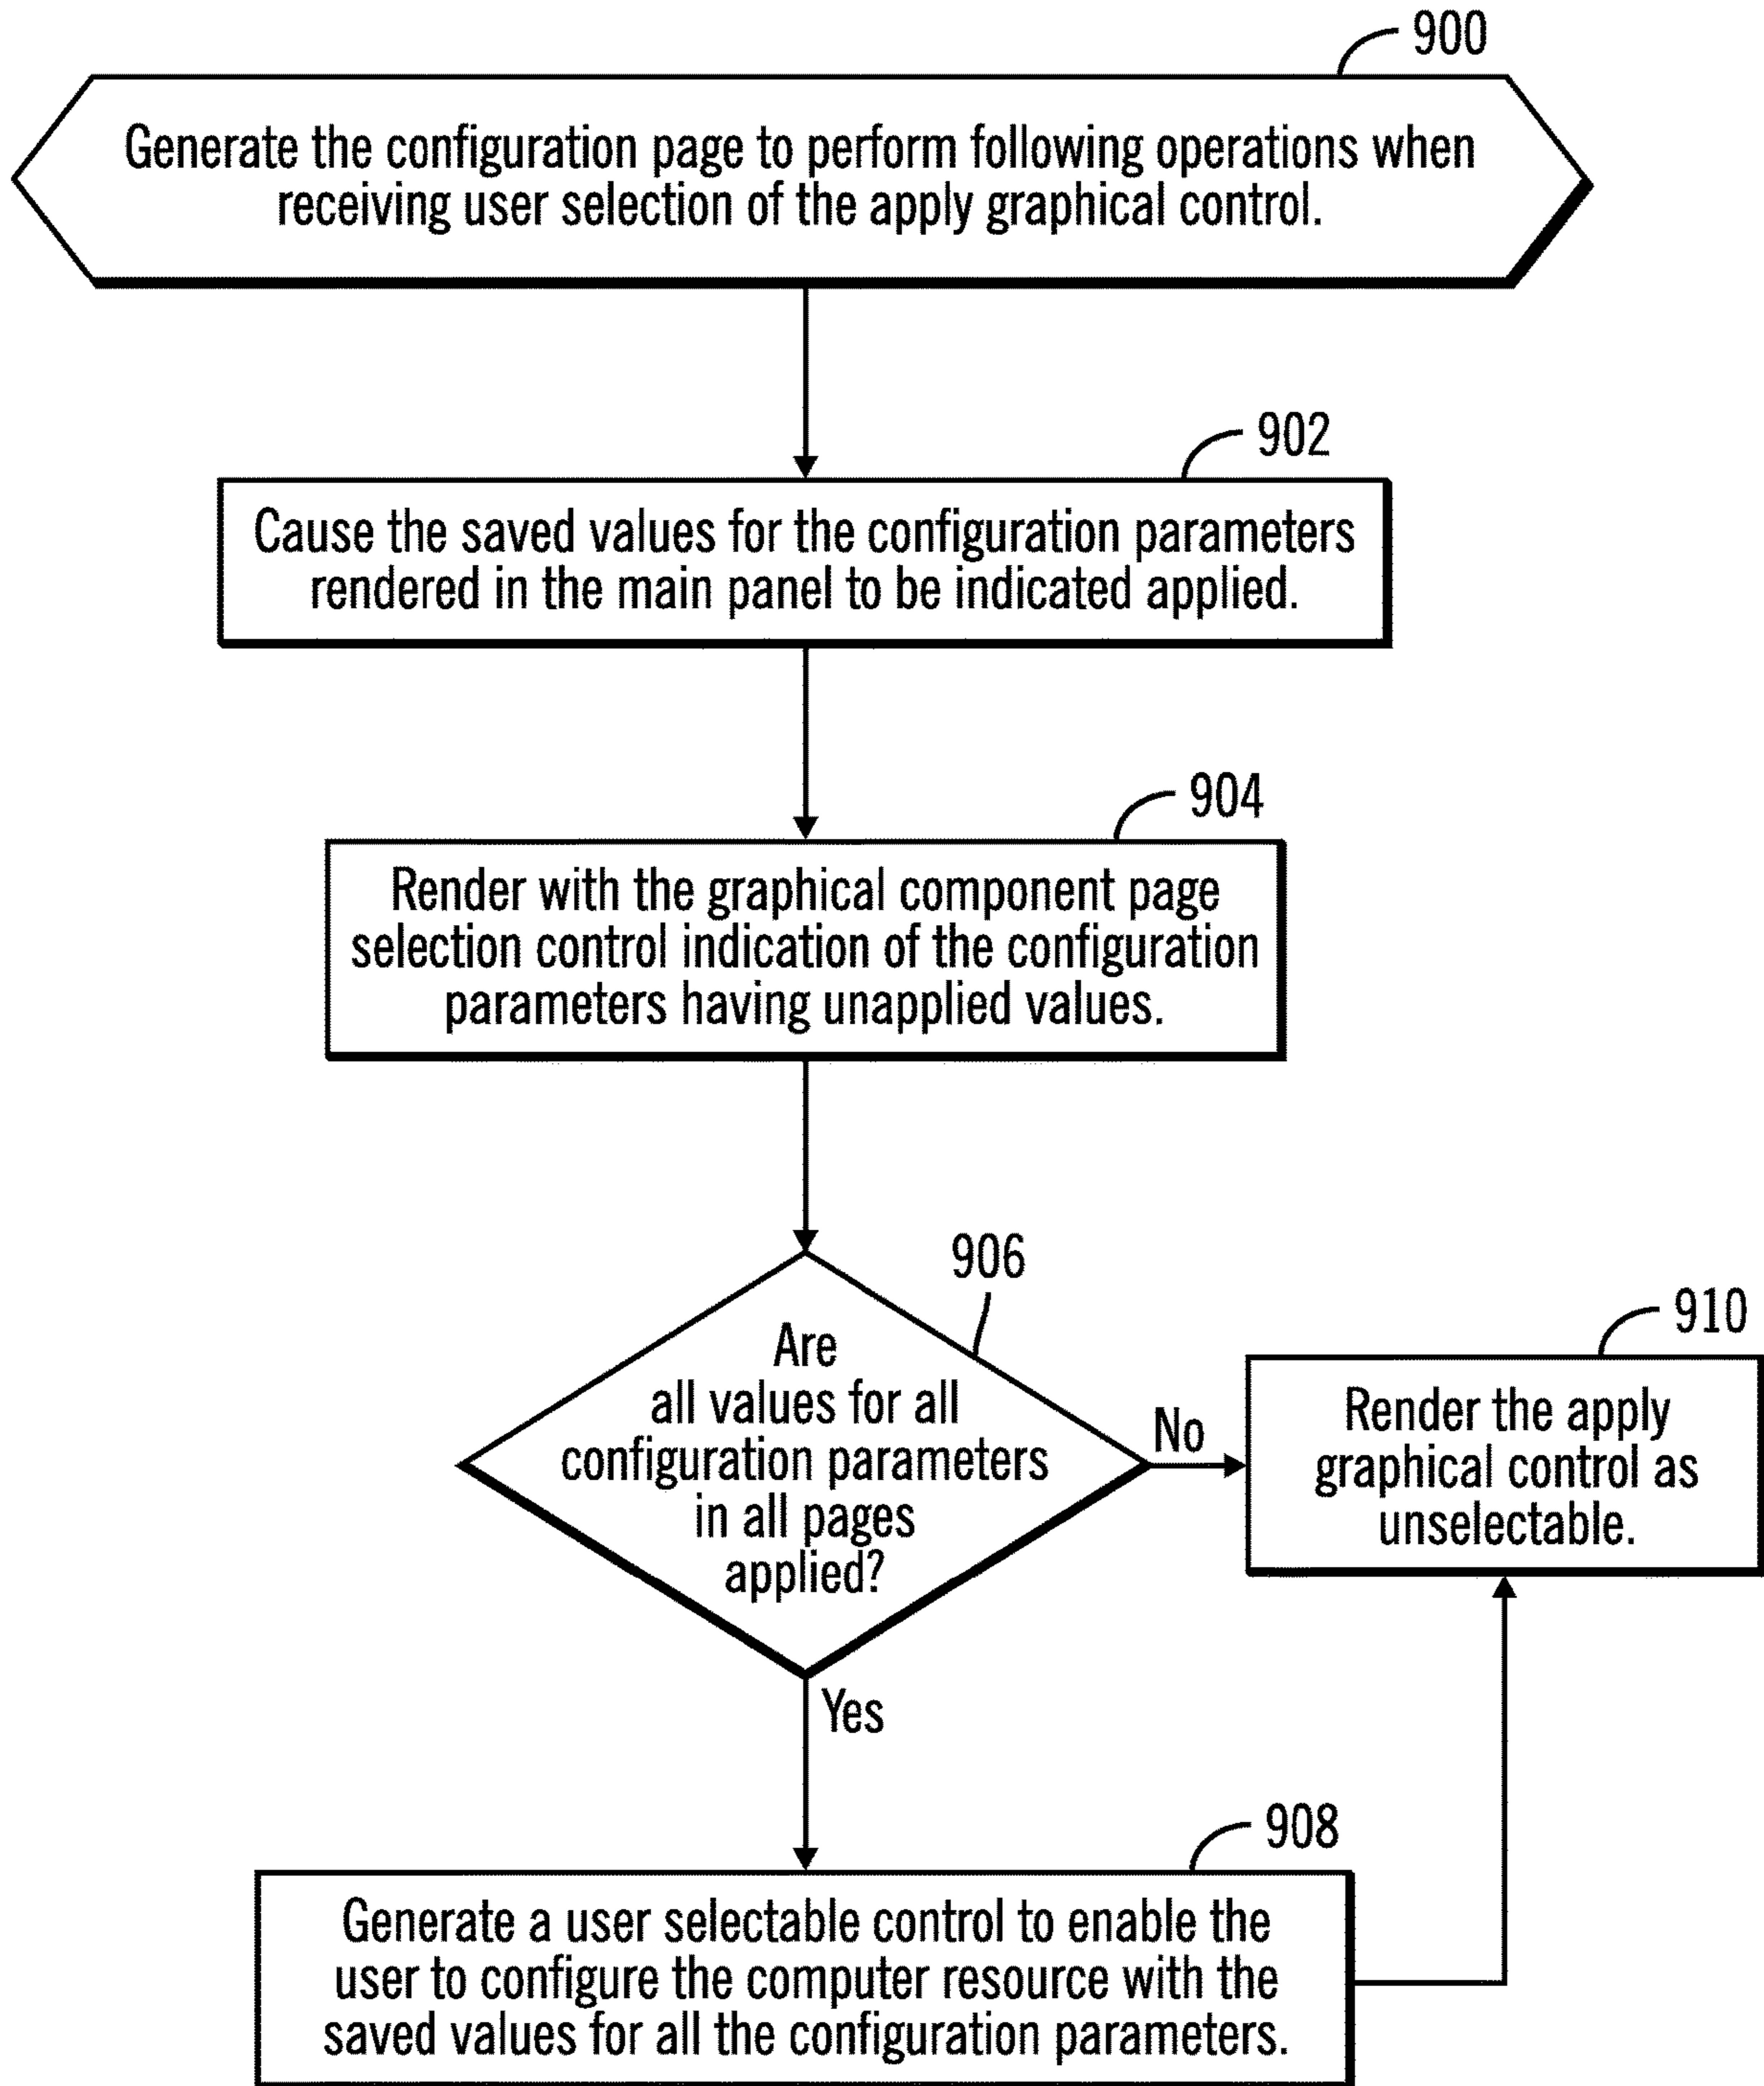 900
Generate the configuration page to perform following operations when
receiving user selection of the apply graphical control.
902
Cause the saved values for the configuration parameters
rendered in the main panel to be indicated applied.
904
Render with the graphical component page
selection control indication of the configuration
parameters having unapplied values.
906
Are
all values for all
configuration parameters
in all pages
applied?
No
910
Render the apply
graphical control as
unselectable.
Yes
908
Generate a user selectable control to enable the
user to configure the computer resource with the
saved values for all the configuration parameters.